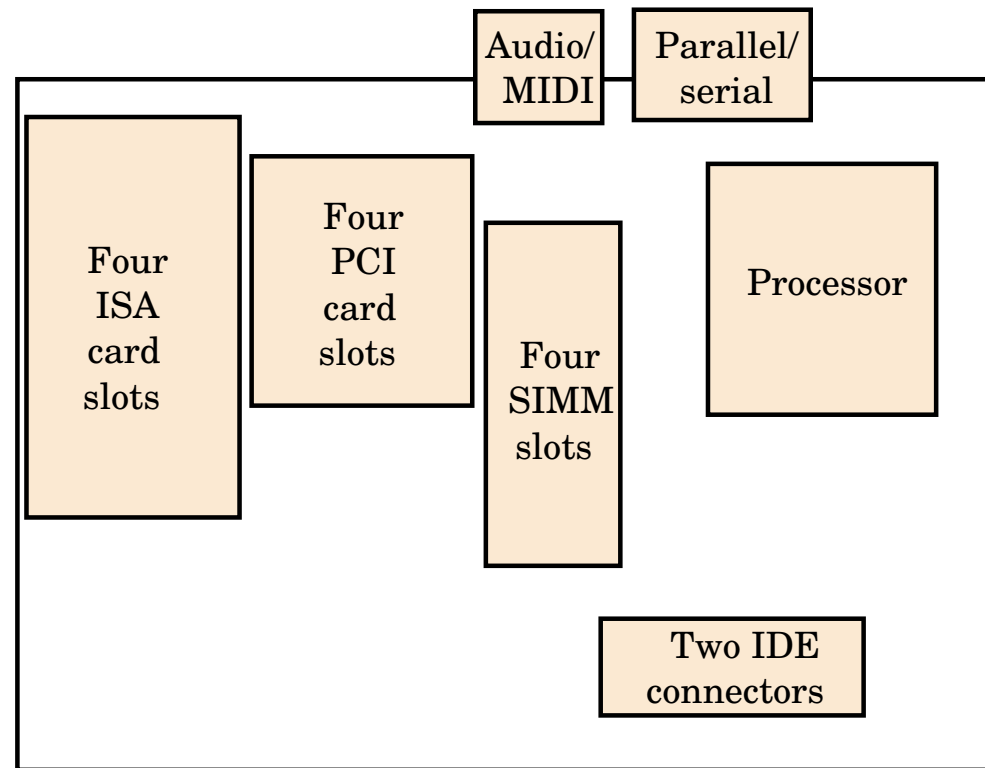 Audio/
MIDI
Parallel/
serial
Four
ISA
card
slots
Four
PCI
card
slots
Four
SIMM
slots
Processor
Two IDE
connectors